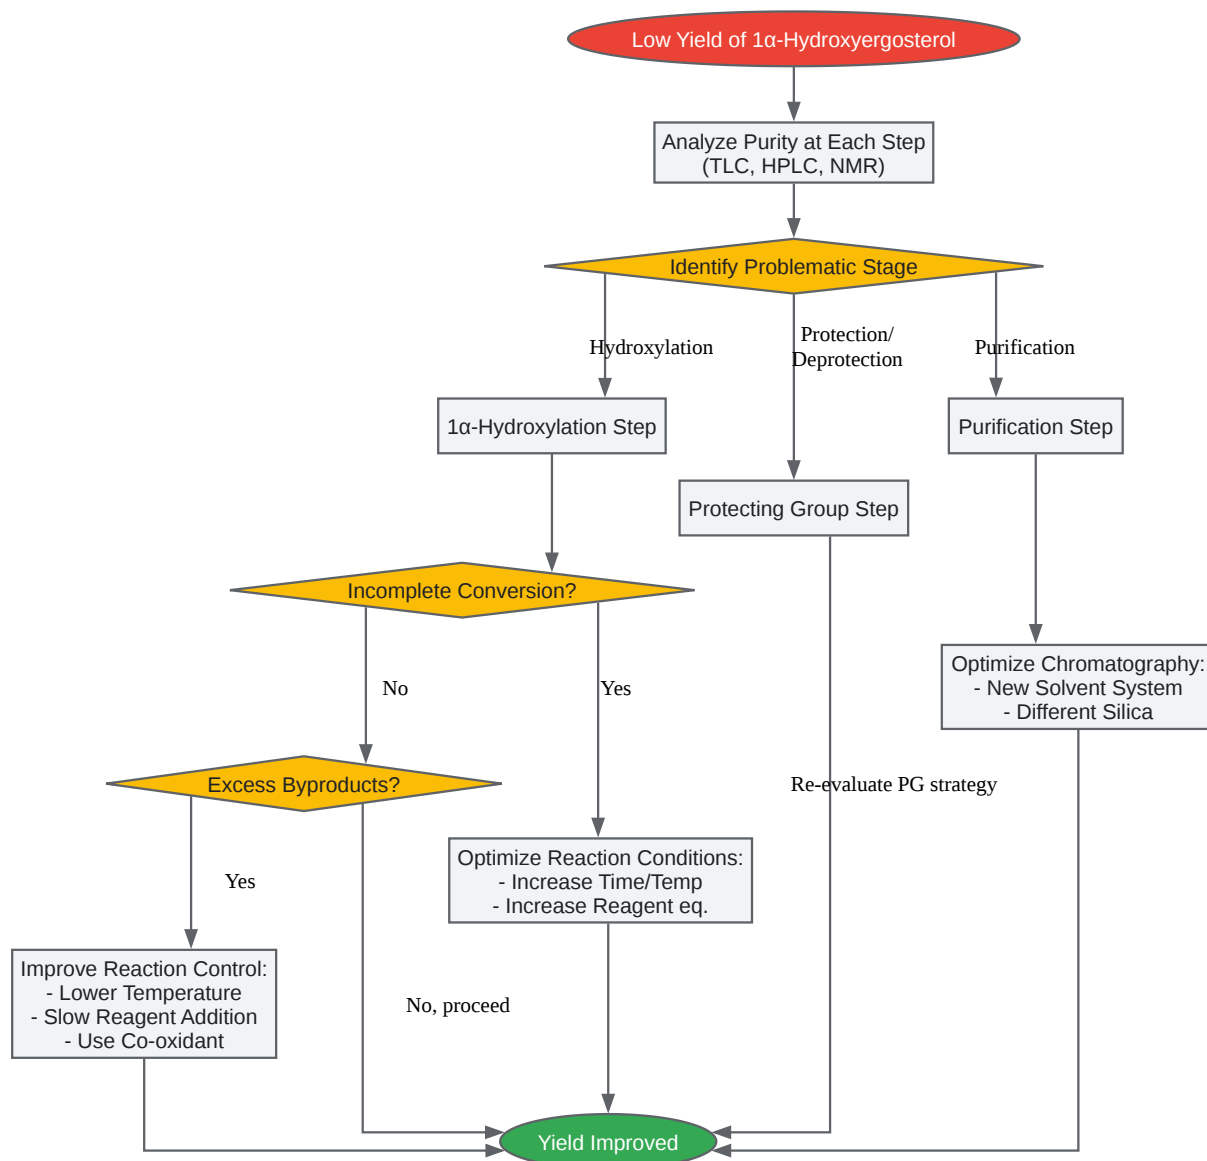 Low Yield of 1α-Hydroxyergosterol
Analyze Purity at Each Step
(TLC, HPLC, NMR)
Identify Problematic Stage
Hydroxylation
Protection/
Deprotection
Purification
1α-Hydroxylation Step
Purification Step
Protecting Group Step
Incomplete Conversion?
No
Yes
Optimize Chromatography:
- New Solvent System
- Different Silica
Excess Byproducts?
Re-evaluate PG strategy
Yes
Optimize Reaction Conditions:
- Increase Time/Temp
- Increase Reagent eq.
Improve Reaction Control:
- Lower Temperature
- Slow Reagent Addition
- Use Co-oxidant
No, proceed
Yield Improved